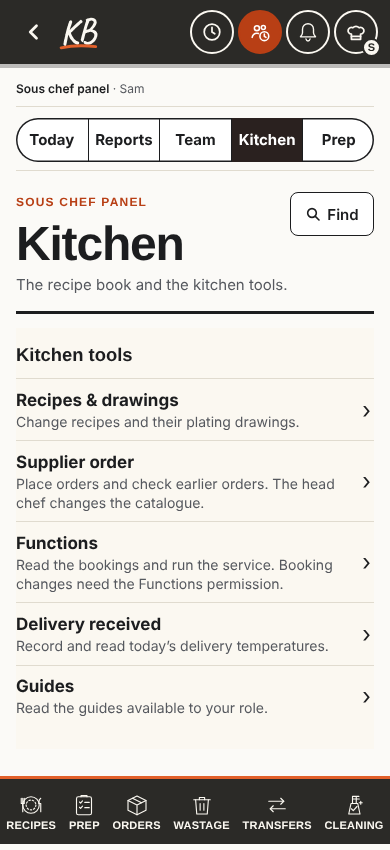 KB
S
Sous chef panel · Sam
Today
Reports
Team
Kitchen
Prep
SOUS CHEF PANEL
Find
Kitchen
The recipe book and the kitchen tools.
Kitchen tools
Recipes & drawings
Change recipes and their plating drawings.
Supplier order
Place orders and check earlier orders. The head
chef changes the catalogue.
Functions
Read the bookings and run the service. Booking
changes need the Functions permission.
Delivery received
Record and read today’s delivery temperatures.
Guides
Read the guides available to your role.
RECIPES
PREP
ORDERS
WASTAGE
TRANSFERS
CLEANING